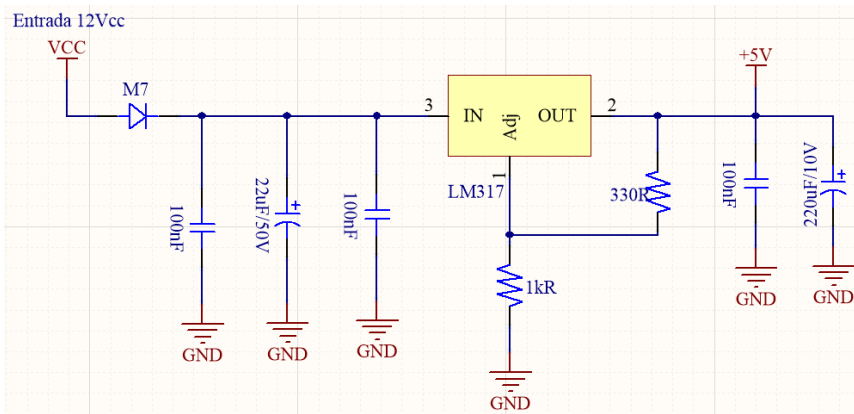 Entrada 12Vcc
VCC
M7
+5V
3
IN
Adj
OUT
2
1
LM317
330R
100nF
22uF/50V
100nF
100nF
220uF/10V
1kR
GND
GND
GND
GND
GND
GND